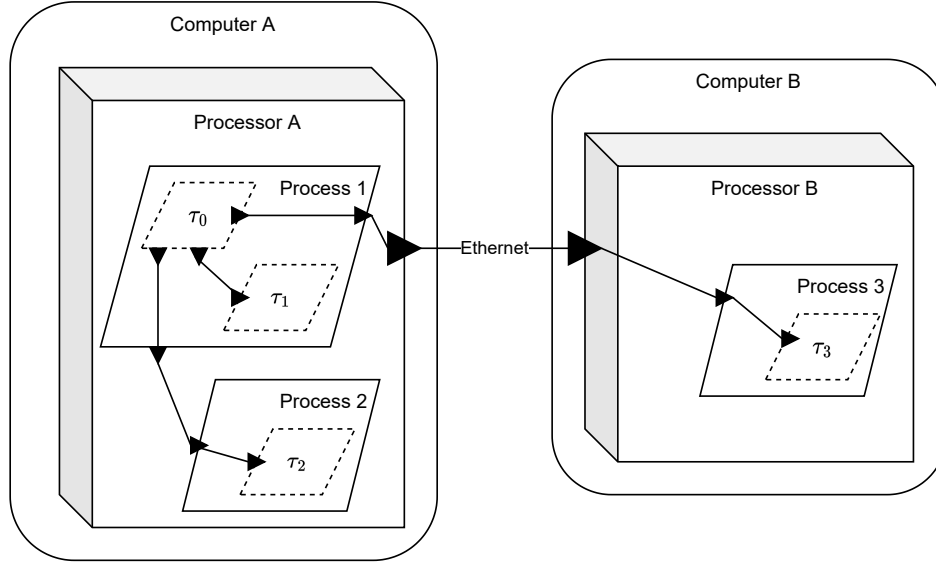 Computer A
Processor A
Process 1
τ0
τ1
Process 2
τ2
Ethernet
Computer B
Processor B
Process 3
τ3